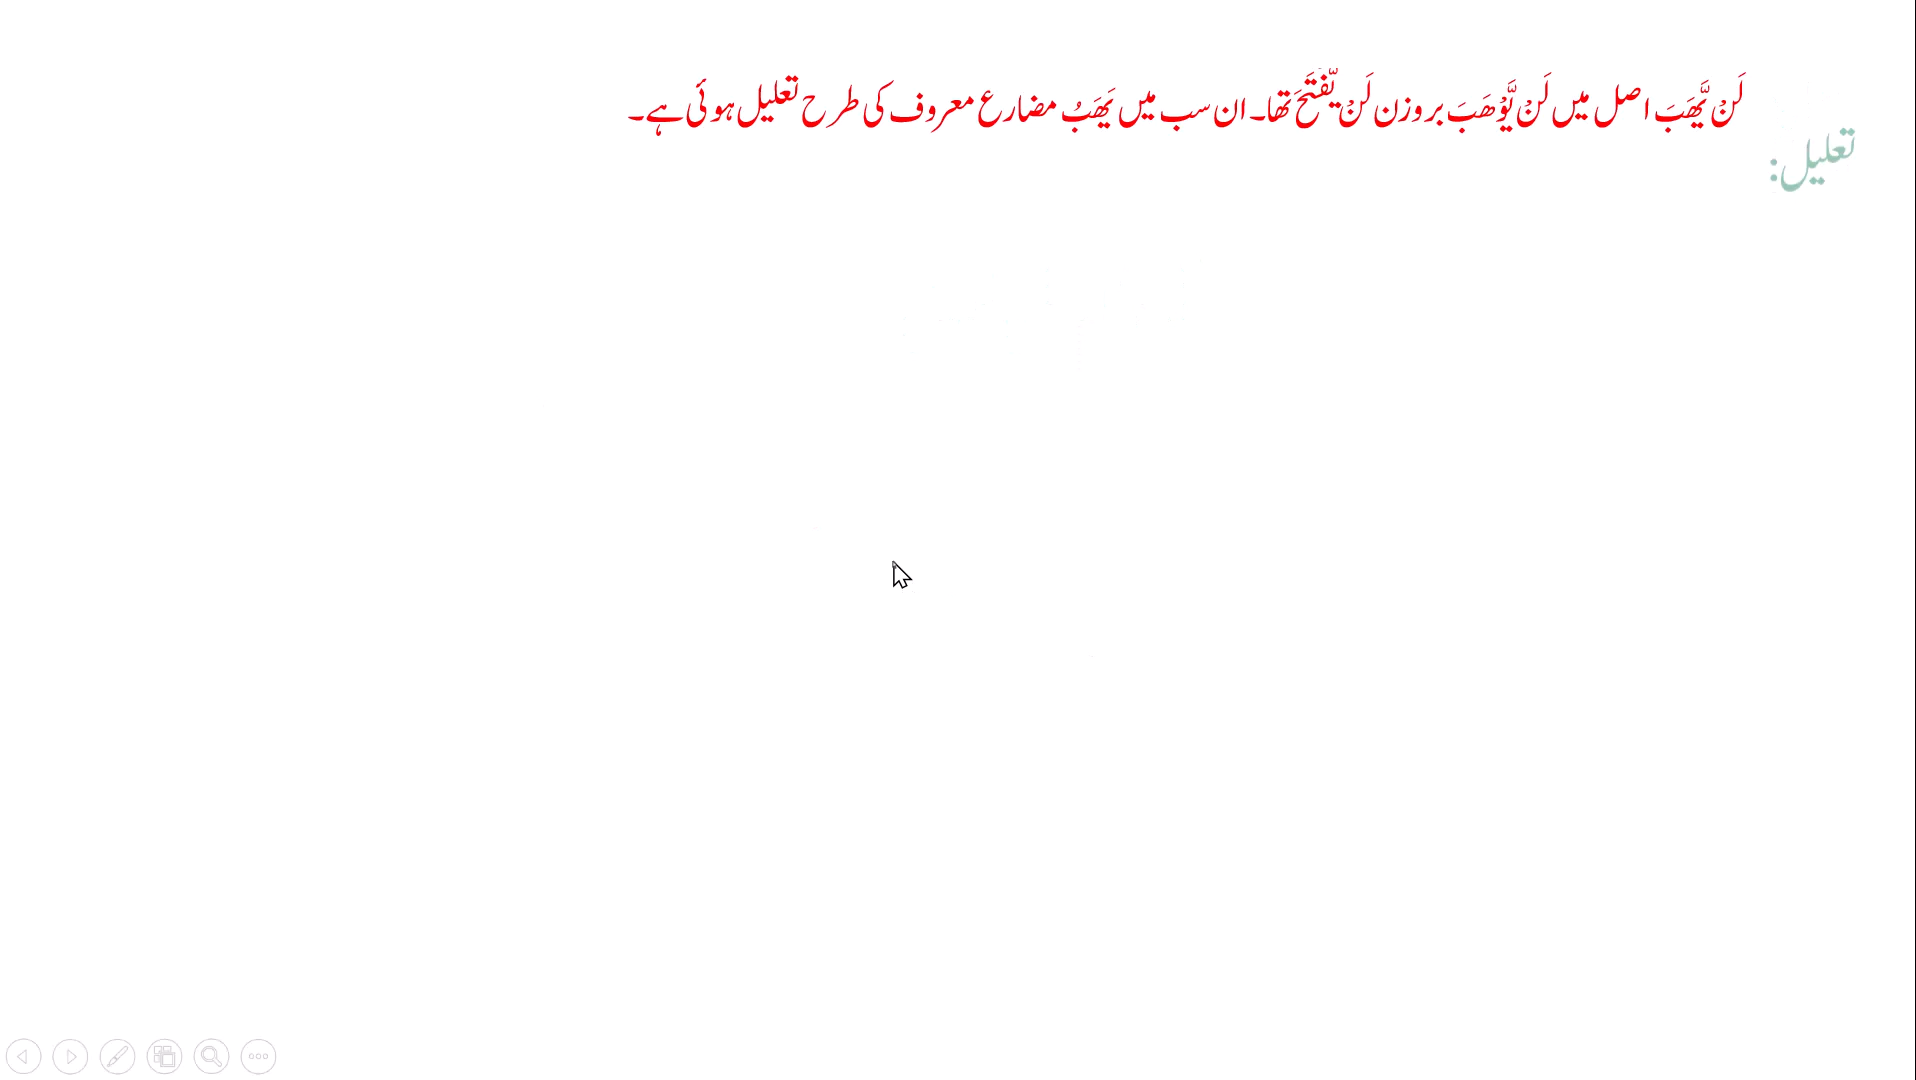 لَنْ یَّھَبَ اصل میں لَنْ یَّوْھَبَ بروزن لَنْ یَّفْتَحَ تھا۔ ان سب میں یَھَبُ مضارع معروف کی طرح تعلیل ہوئی ہے۔
تعلیل: